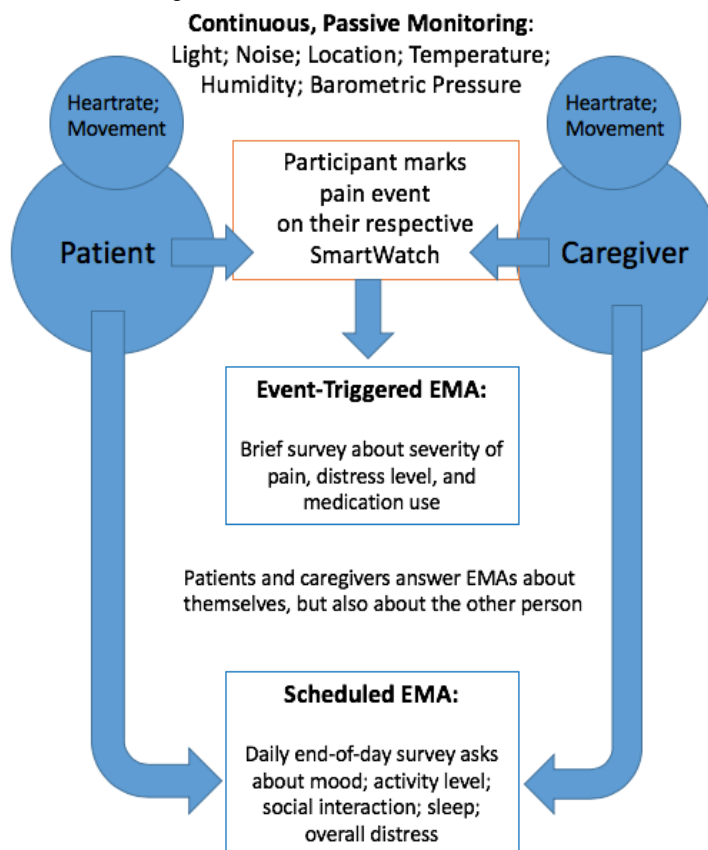 Continuous, Passive Monitoring:
Light; Noise; Location; Temperature;
Humidity; Barometric Pressure
Heartrate;
Movement
Heartrate;
Movement
Participant marks
pain event
on their respective
SmartWatch
Patient
Caregiver
Event-Triggered EMA:
Brief survey about severity of
pain, distress level, and
medication use
Patients and caregivers answer EMAs about
themselves, but also about the other person
Scheduled EMA:
Daily end-of-day survey asks
about mood; activity level;
social interaction; sleep;
overall distress